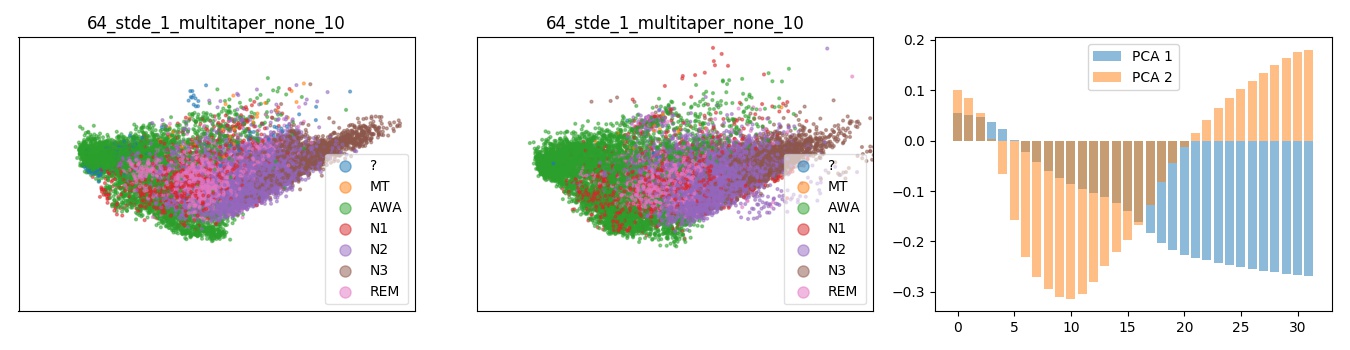 64_stde_1_multitaper_none_10
?
MT
AWA
N1
N2
N3
REM
64_stde_1_multitaper_none_10
?
MT
AWA
N1
N2
N3
REM
PCA 1
PCA 2
0.2
0.1
0.0
−0.1
−0.2
−0.3
0
5
10
15
20
25
30